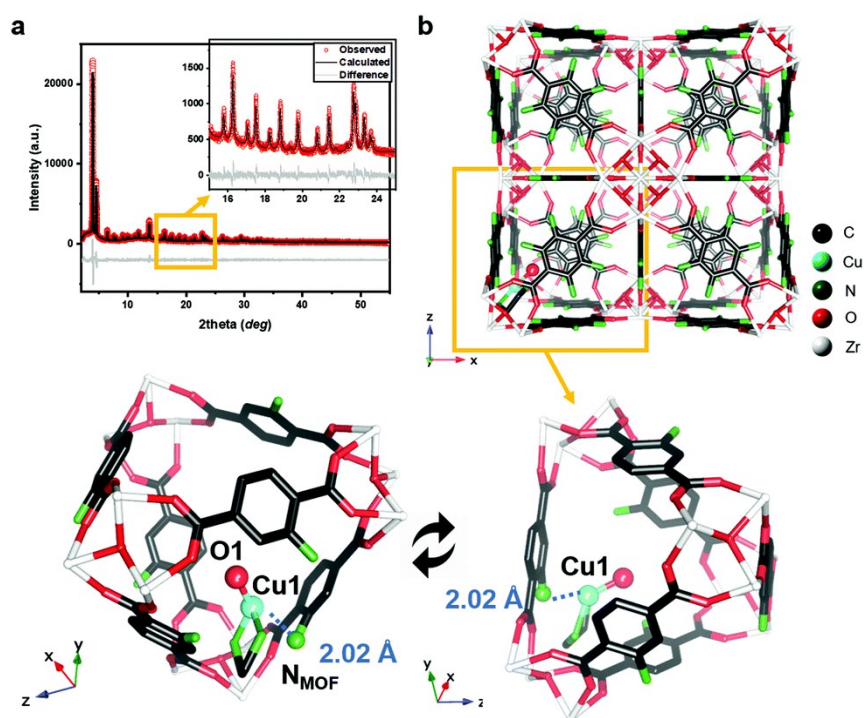 a
Observed
Calculated
Difference
1500
1000
500
0
16
18
20
22
24
Intensity (a.u.)
20000
10000
0
10
20
30
40
50
2theta (deg)
b
C
Cu
N
O
Zr
z
y
x
O1
Cu1
2.02 Å
NMOF
x
y
z
Cu1
2.02 Å
y
x
z